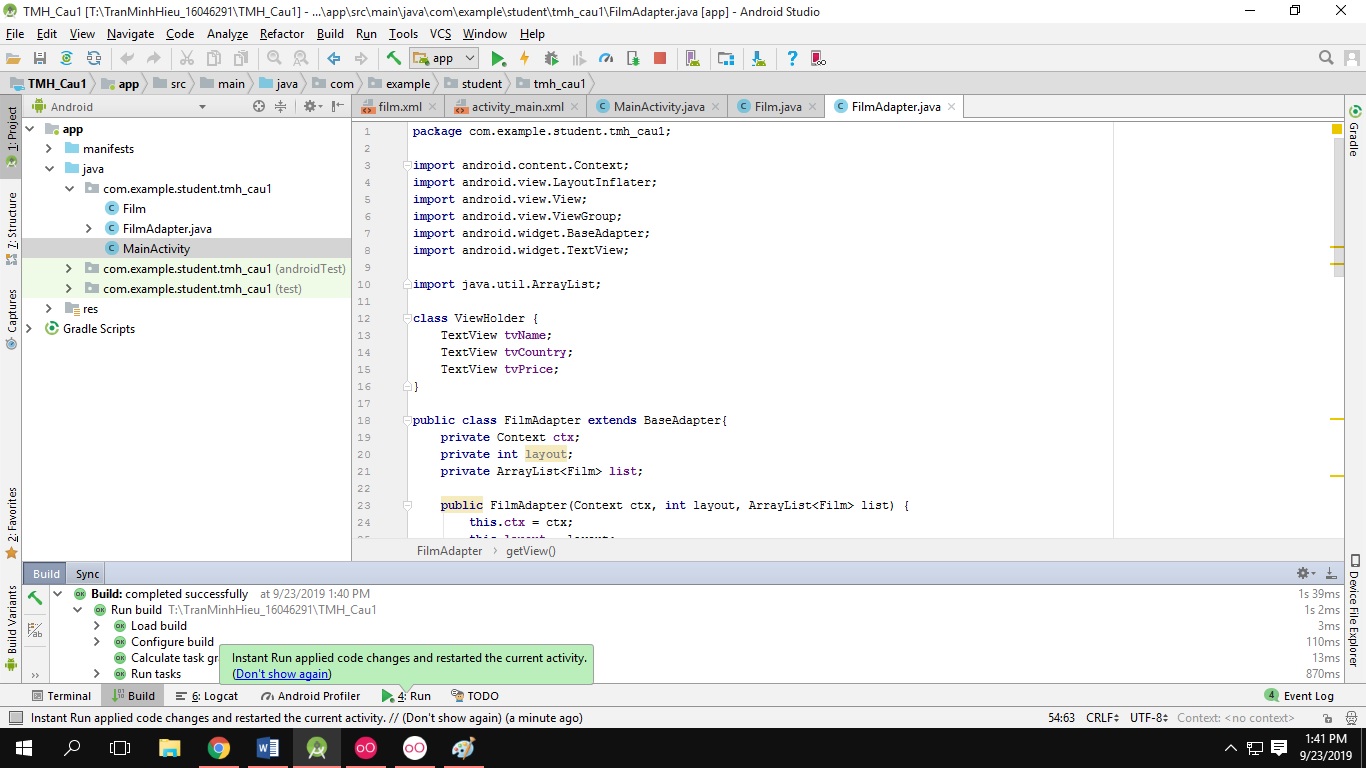 TMH_Cau1 [T:\TranMinhHieu_16046291\TMH_Cau1] - ...\app\src\main\java\com\example\student\tmh_cau1\FilmAdapter.java [app] - Android Studio
File Edit View Navigate Code Analyze Refactor Build Run Tools VCS Window Help
app
TMH_Cau1 app src main java com example student tmh_cau1
Android
film.xml activity_main.xml MainActivity.java Film.java FilmAdapter.java
1: Project
7: Structure
Captures
2: Favorites
Build Variants
app
manifests
java
com.example.student.tmh_cau1
Film
FilmAdapter.java
MainActivity
com.example.student.tmh_cau1 (androidTest)
com.example.student.tmh_cau1 (test)
res
Gradle Scripts
1 package com.example.student.tmh_cau1;
2
3 import android.content.Context;
4 import android.view.LayoutInflater;
5 import android.view.View;
6 import android.view.ViewGroup;
7 import android.widget.BaseAdapter;
8 import android.widget.TextView;
9
10 import java.util.ArrayList;
11
12 class ViewHolder {
13 TextView tvName;
14 TextView tvCountry;
15 TextView tvPrice;
16 }
17
18 public class FilmAdapter extends BaseAdapter{
19 private Context ctx;
20 private int layout;
21 private ArrayList<Film> list;
22
23 public FilmAdapter(Context ctx, int layout, ArrayList<Film> list) {
24 this.ctx = ctx;
25 this.layout = layout;
FilmAdapter getView()
Gradle
Device File Explorer
Build Sync
Build: completed successfully at 9/23/2019 1:40 PM 1s 39ms
Run build T:\TranMinhHieu_16046291\TMH_Cau1 1s 2ms
Load build 3ms
Configure build 110ms
Calculate task gr 13ms
Run tasks 870ms
Instant Run applied code changes and restarted the current activity.
(Don't show again)
Terminal Build 6: Logcat Android Profiler 4: Run TODO 4 Event Log
Instant Run applied code changes and restarted the current activity. // (Don't show again) (a minute ago) 54:63 CRLF UTF-8 Context: <no context>
1:41 PM
9/23/2019